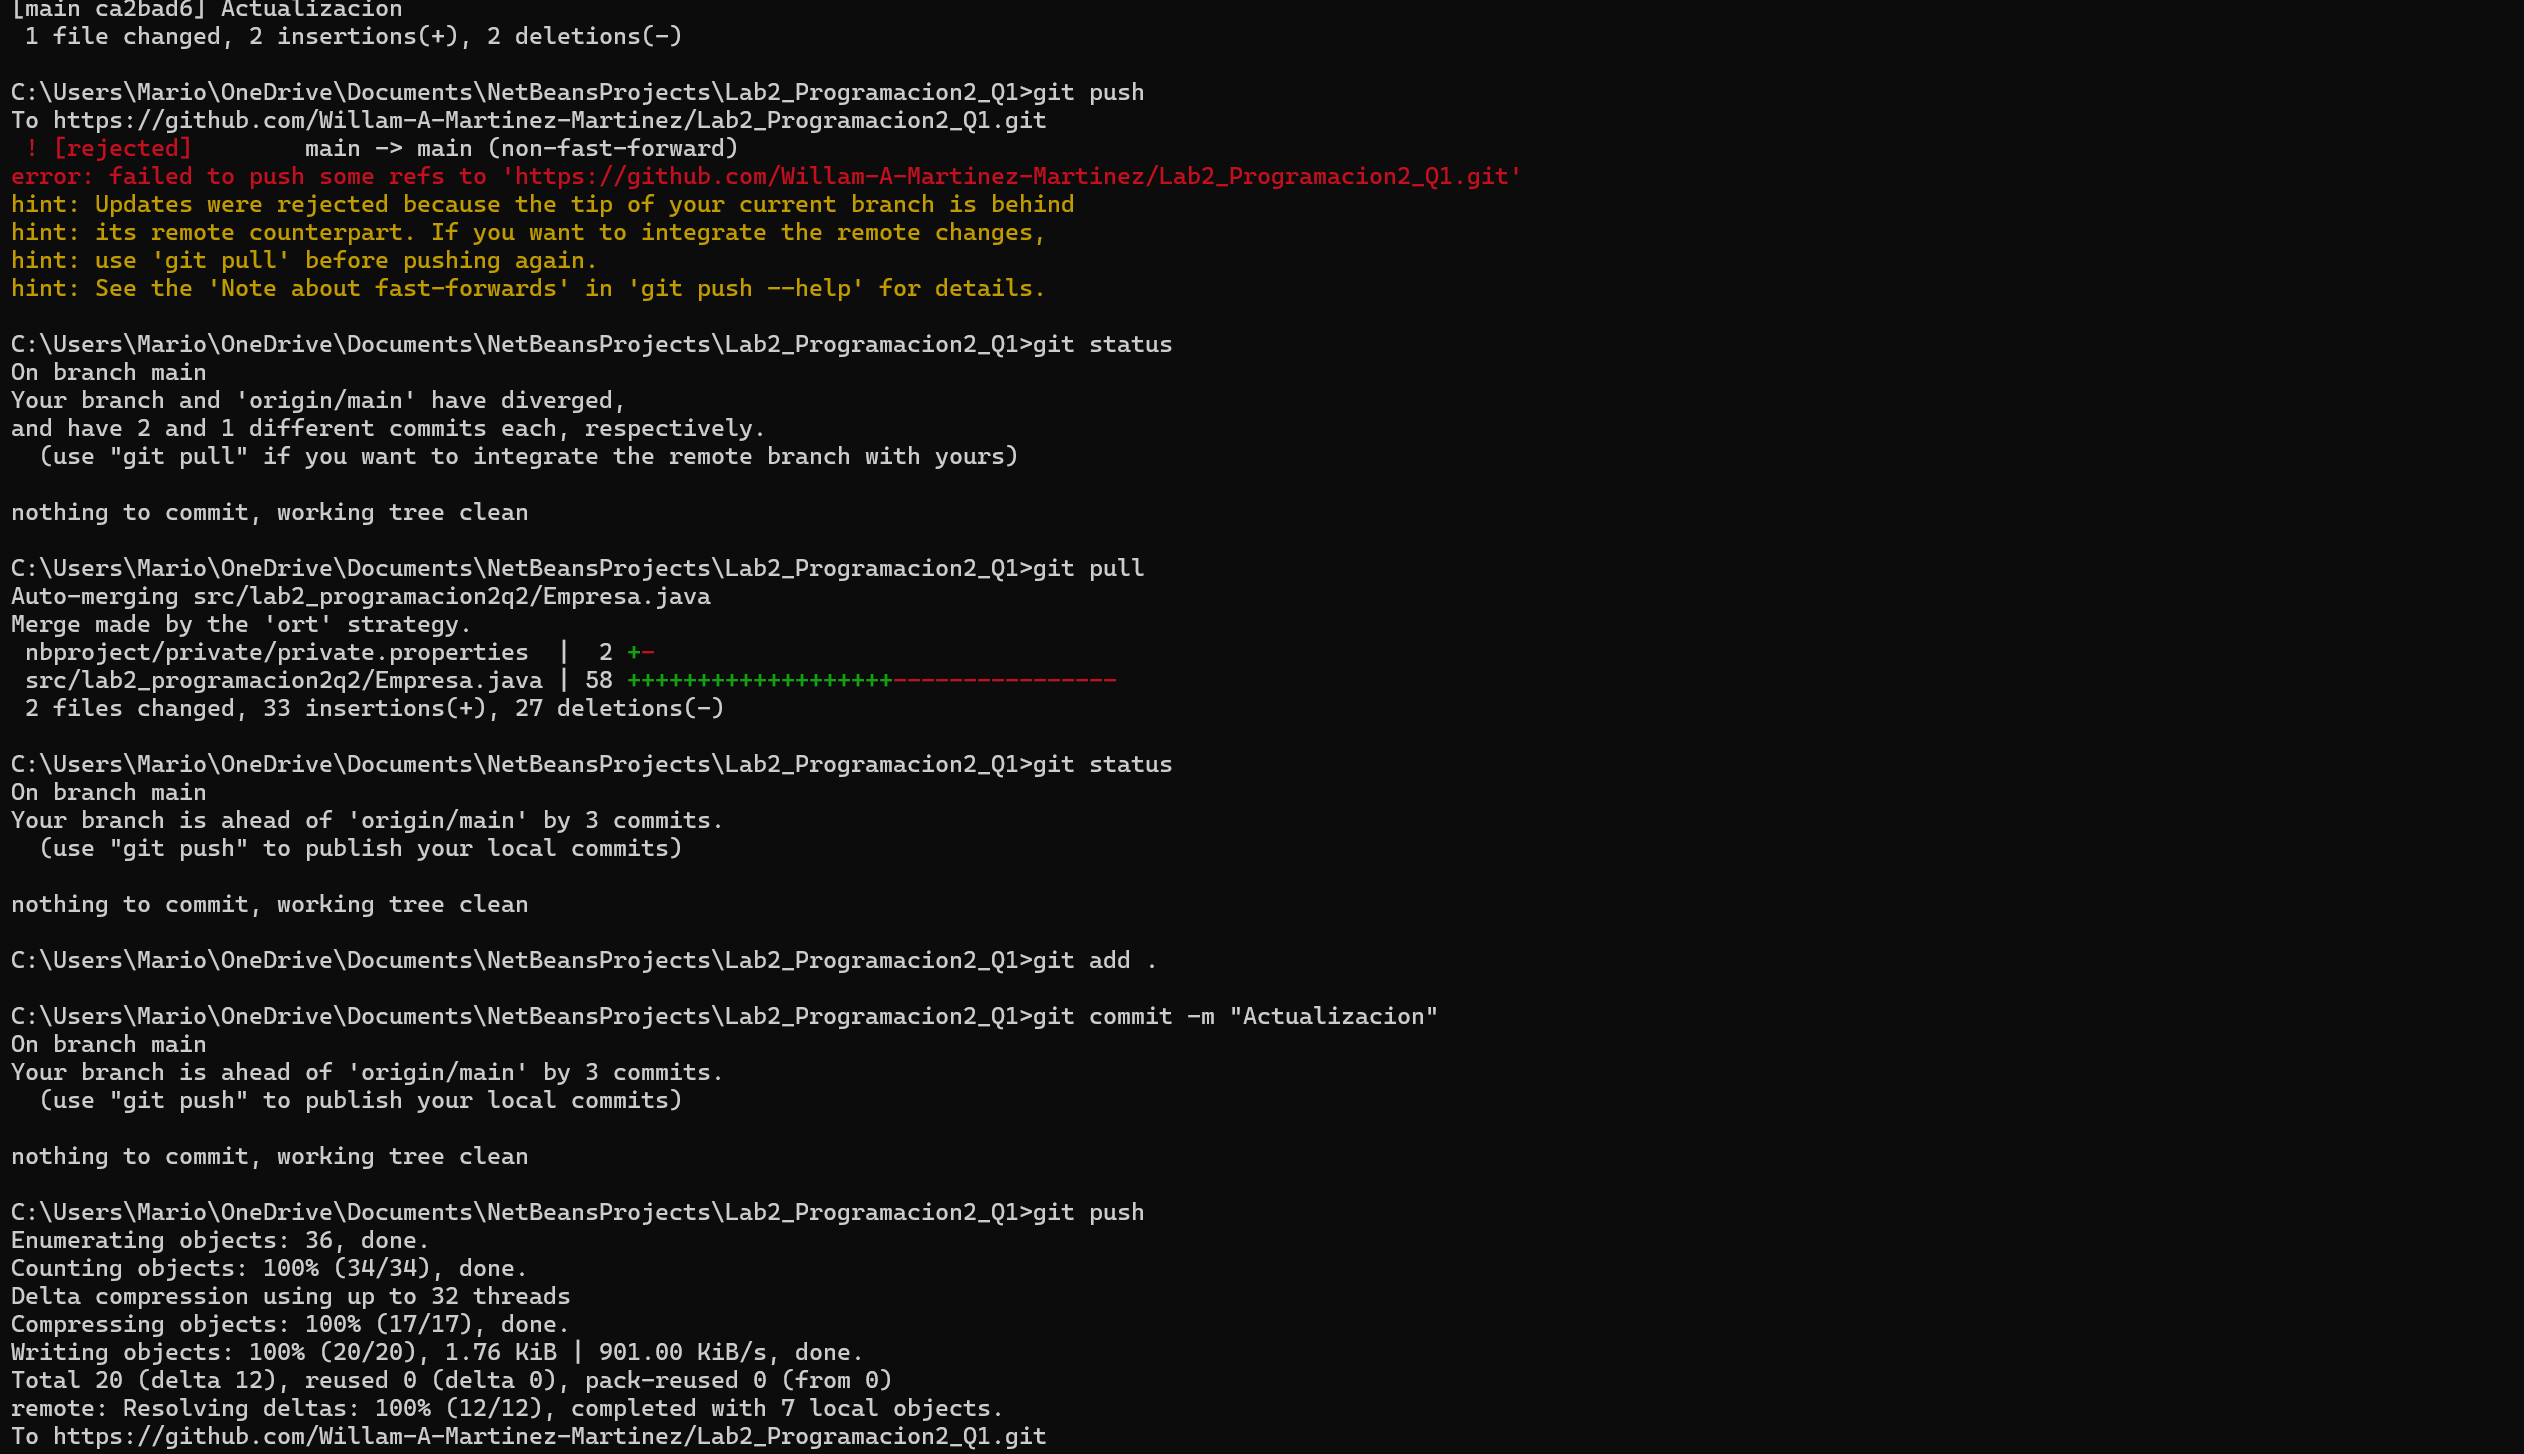 [main ca2bad6] Actualizacion
 1 file changed, 2 insertions(+), 2 deletions(-)

C:\Users\Mario\OneDrive\Documents\NetBeansProjects\Lab2_Programacion2_Q1>git push
To https://github.com/Willam-A-Martinez-Martinez/Lab2_Programacion2_Q1.git
 ! [rejected]        main -> main (non-fast-forward)
error: failed to push some refs to 'https://github.com/Willam-A-Martinez-Martinez/Lab2_Programacion2_Q1.git'
hint: Updates were rejected because the tip of your current branch is behind
hint: its remote counterpart. If you want to integrate the remote changes,
hint: use 'git pull' before pushing again.
hint: See the 'Note about fast-forwards' in 'git push --help' for details.

C:\Users\Mario\OneDrive\Documents\NetBeansProjects\Lab2_Programacion2_Q1>git status
On branch main
Your branch and 'origin/main' have diverged,
and have 2 and 1 different commits each, respectively.
  (use "git pull" if you want to integrate the remote branch with yours)

nothing to commit, working tree clean

C:\Users\Mario\OneDrive\Documents\NetBeansProjects\Lab2_Programacion2_Q1>git pull
Auto-merging src/lab2_programacion2q2/Empresa.java
Merge made by the 'ort' strategy.
 nbproject/private/private.properties  |  2 +-
 src/lab2_programacion2q2/Empresa.java | 58 +++++++++++++++++++----------------
 2 files changed, 33 insertions(+), 27 deletions(-)

C:\Users\Mario\OneDrive\Documents\NetBeansProjects\Lab2_Programacion2_Q1>git status
On branch main
Your branch is ahead of 'origin/main' by 3 commits.
  (use "git push" to publish your local commits)

nothing to commit, working tree clean

C:\Users\Mario\OneDrive\Documents\NetBeansProjects\Lab2_Programacion2_Q1>git add .

C:\Users\Mario\OneDrive\Documents\NetBeansProjects\Lab2_Programacion2_Q1>git commit -m "Actualizacion"
On branch main
Your branch is ahead of 'origin/main' by 3 commits.
  (use "git push" to publish your local commits)

nothing to commit, working tree clean

C:\Users\Mario\OneDrive\Documents\NetBeansProjects\Lab2_Programacion2_Q1>git push
Enumerating objects: 36, done.
Counting objects: 100% (34/34), done.
Delta compression using up to 32 threads
Compressing objects: 100% (17/17), done.
Writing objects: 100% (20/20), 1.76 KiB | 901.00 KiB/s, done.
Total 20 (delta 12), reused 0 (delta 0), pack-reused 0 (from 0)
remote: Resolving deltas: 100% (12/12), completed with 7 local objects.
To https://github.com/Willam-A-Martinez-Martinez/Lab2_Programacion2_Q1.git